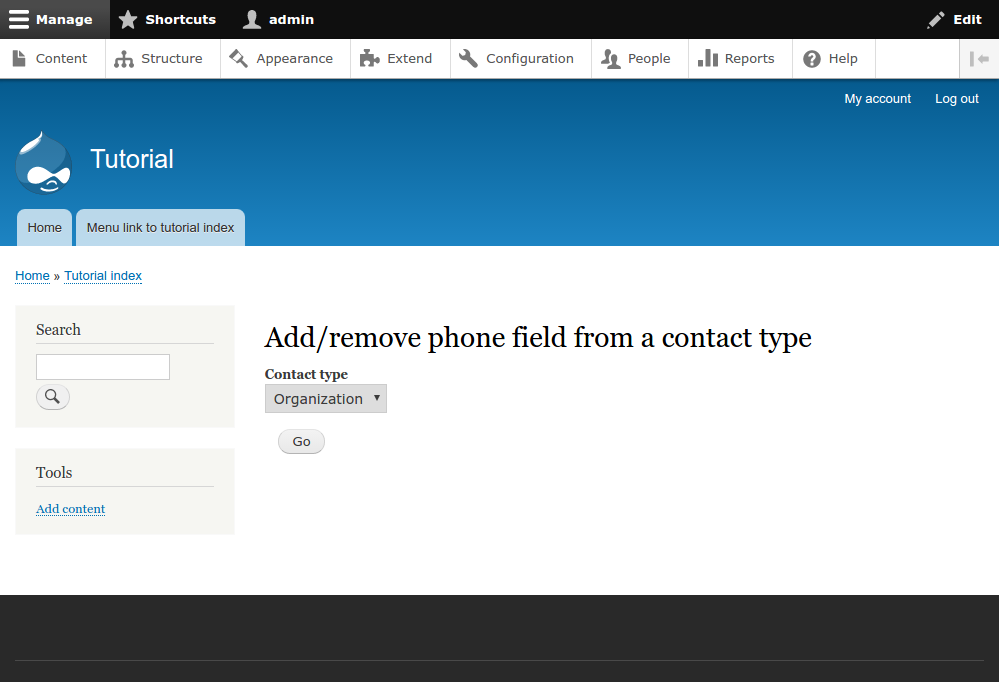 Manage Shortcuts admin Edit
Content Structure Appearance Extend Configuration People Reports Help
My account Log out
Tutorial
Home Menu link to tutorial index
Home » Tutorial index
Search
Tools
Add content
Add/remove phone field from a contact type
Contact type
Organization
Go